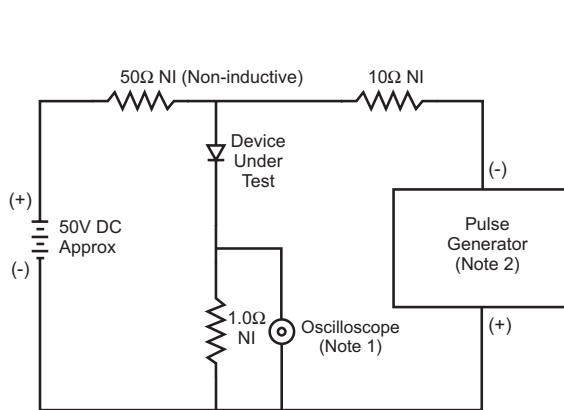 50Ω NI (Non-inductive)
10Ω NI
Device
Under
Test
(+)
50V DC
Approx
(-)
(-)
Pulse
Generator
(Note 2)
(+)
1.0Ω
NI
Oscilloscope
(Note 1)